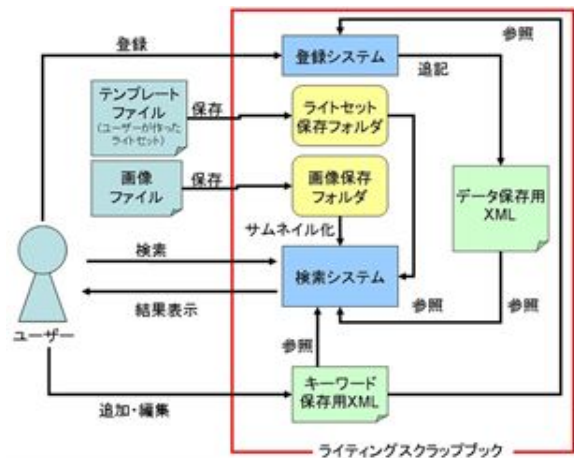 登録
登録システム
参照
追記
テンプレート
ファイル
(ユーザーが作った
ライトセット)
保存
ライトセット
保存フォルダ
画像
ファイル
保存
画像保存
フォルダ
データ保存用
XML
サムネイル化
検索
検索システム
結果表示
参照
参照
参照
ユーザー
キーワード
保存用XML
追加・編集
ライティングスクラップブック